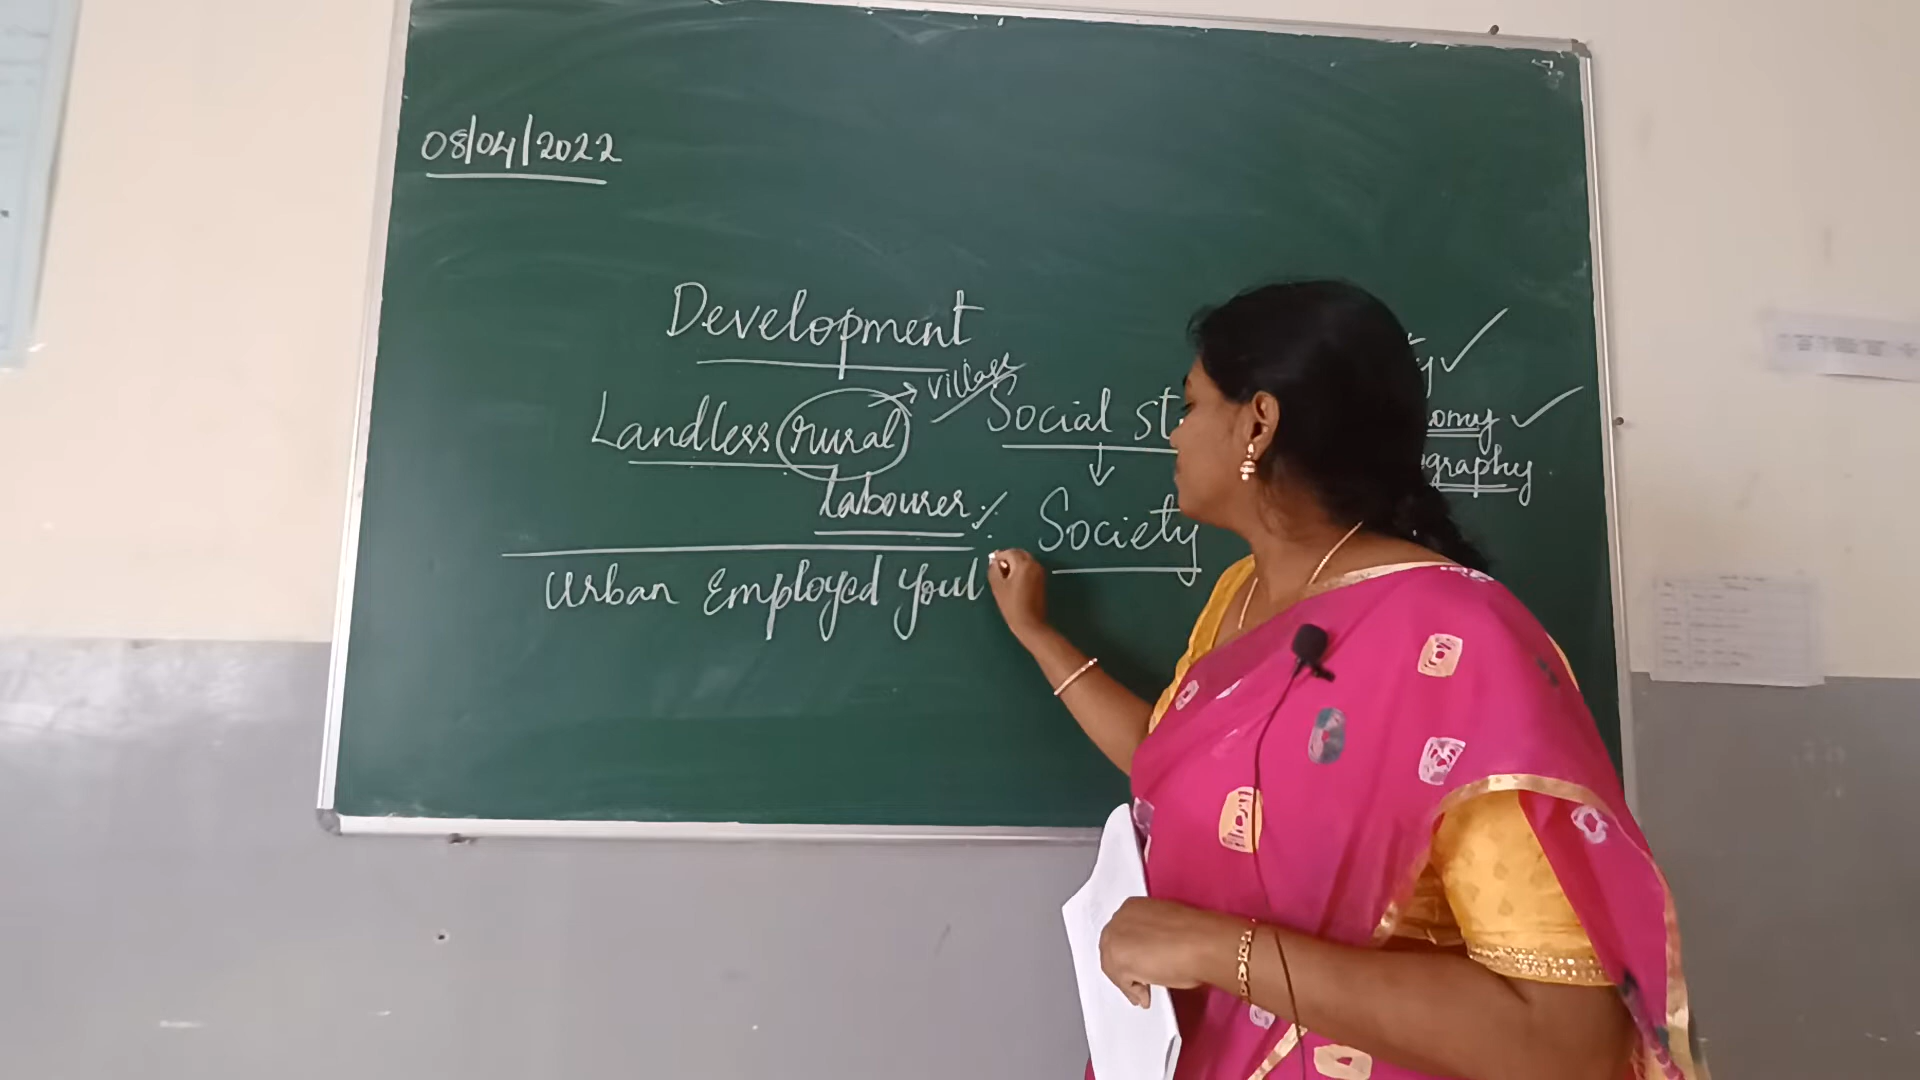 08/04/2022
Development
village
Landless rural
labourer
Urban Employed youl
Social st
Society
omy
graphy